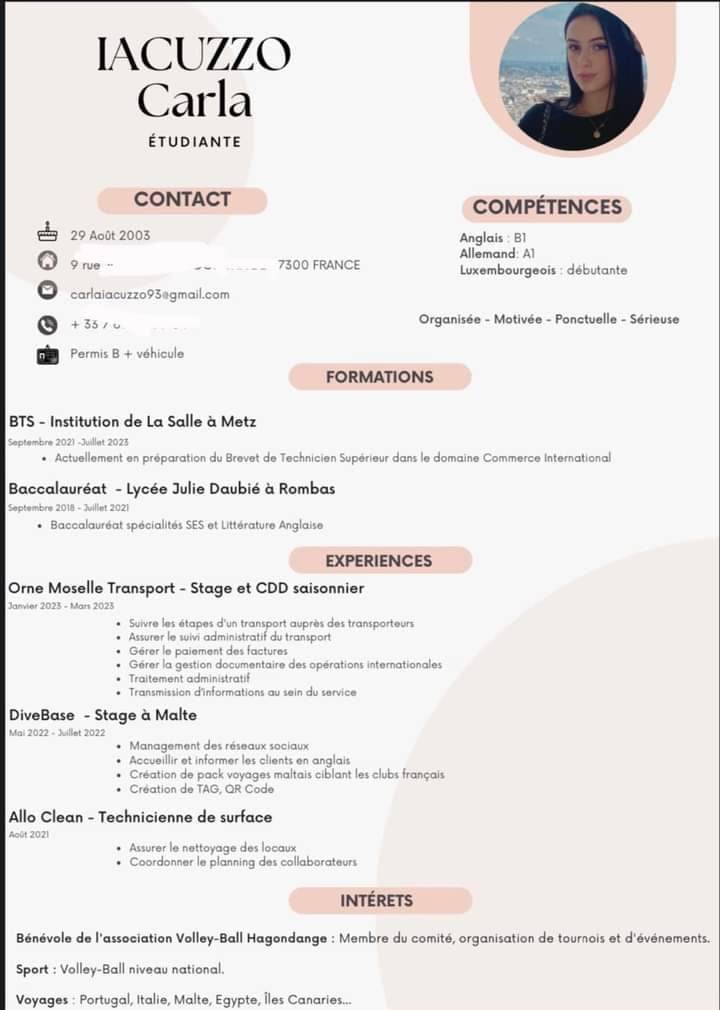 IACUZZO
Carla
ÉTUDIANTE
CONTACT
29 Août 2003
9 rue
7300 FRANCE
carlaiacuzzo93@gmail.com
+ 33 7
Permis B + véhicule
COMPÉTENCES
Anglais : B1
Allemand: A1
Luxembourgeois : débutante
Organisée - Motivée - Ponctuelle - Sérieuse
FORMATIONS
BTS - Institution de La Salle à Metz
Septembre 2021 -Juillet 2023
• Actuellement en préparation du Brevet de Technicien Supérieur dans le domaine Commerce International
Baccalauréat - Lycée Julie Daubié à Rombas
Septembre 2018 - Juillet 2021
• Baccalauréat spécialités SES et Littérature Anglaise
EXPERIENCES
Orne Moselle Transport - Stage et CDD saisonnier
Janvier 2023 - Mars 2023
• Suivre les étapes d'un transport auprès des transporteurs
• Assurer le suivi administratif du transport
• Gérer le paiement des factures
• Gérer la gestion documentaire des opérations internationales
• Traitement administratif
• Transmission d'informations au sein du service
DiveBase - Stage à Malte
Mai 2022 - Juillet 2022
• Management des réseaux sociaux
• Accueillir et informer les clients en anglais
• Création de pack voyages maltais ciblant les clubs français
• Création de TAG, QR Code
Allo Clean - Technicienne de surface
Août 2021
• Assurer le nettoyage des locaux
• Coordonner le planning des collaborateurs
INTÉRETS
Bénévole de l'association Volley-Ball Hagondange : Membre du comité, organisation de tournois et d'événements.
Sport : Volley-Ball niveau national.
Voyages : Portugal, Italie, Malte, Egypte, Îles Canaries...